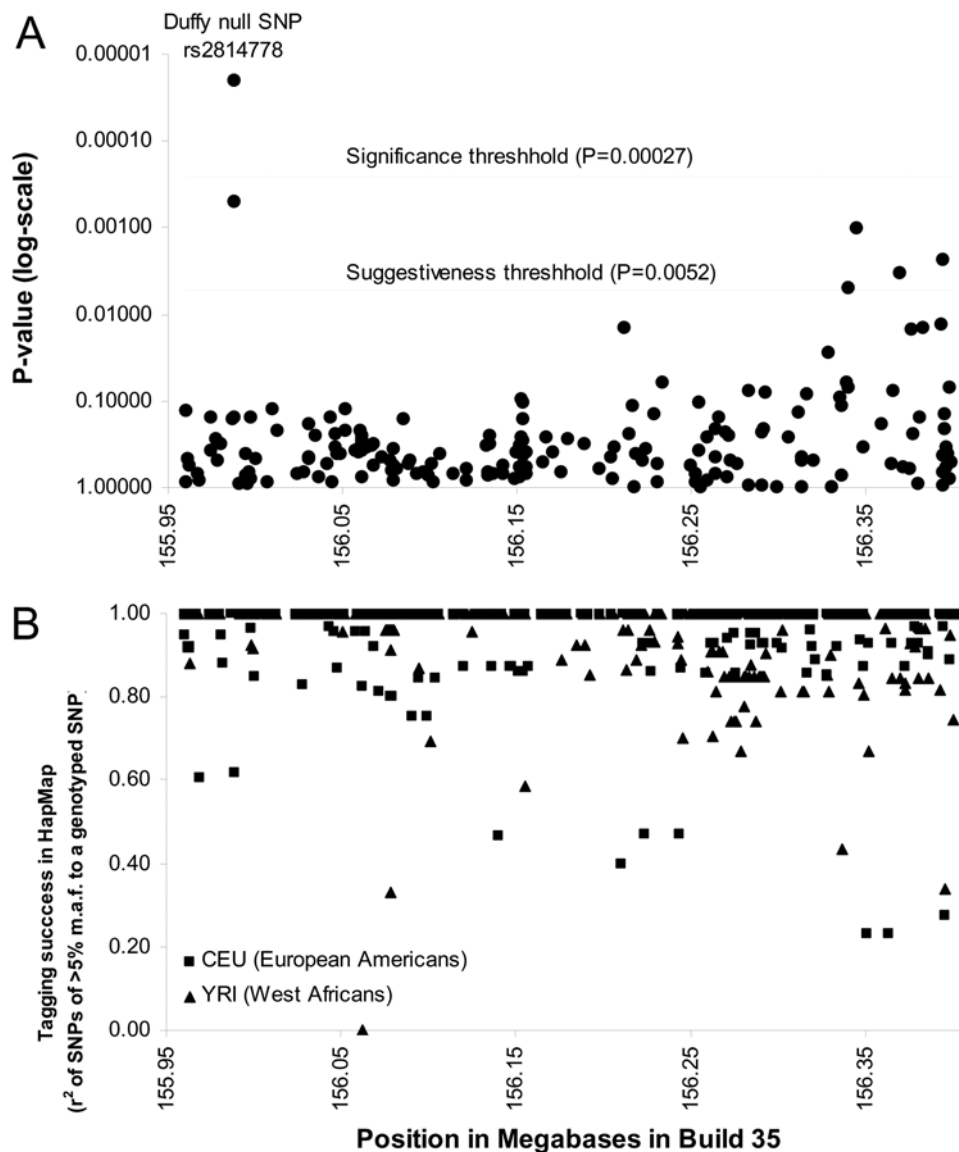 A
Duffy null SNP
rs2814778
P-value (log-scale)
0.00001
0.00010
0.00100
0.01000
0.10000
1.00000
Significance threshhold (P=0.00027)
Suggestiveness threshhold (P=0.0052)
155.95
156.05
156.15
156.25
156.35
B
Tagging succcess in HapMap
(r² of SNPs of >5% m.a.f. to a genotyped SNP)
1.00
0.80
0.60
0.40
0.20
0.00
CEU (European Americans)
YRI (West Africans)
155.95
156.05
156.15
156.25
156.35
Position in Megabases in Build 35